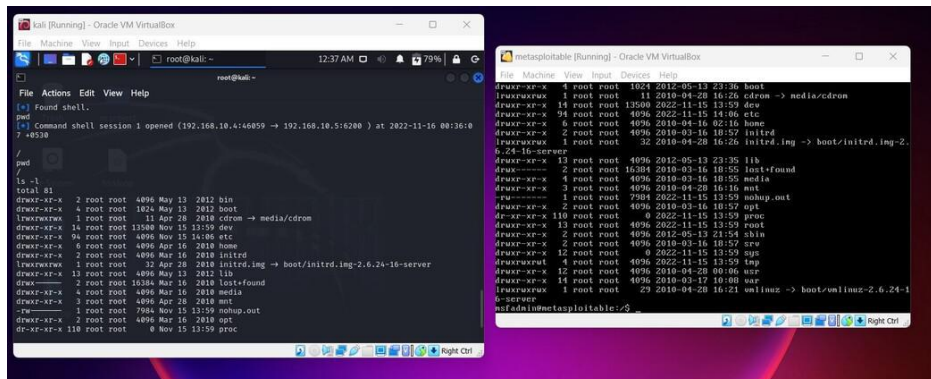 kali [Running] - Oracle VM VirtualBox
File Machine View Input Devices Help
root@kali: ~ 12:37 AM 79%
root@kali: ~
File Actions Edit View Help
[+] Found shell.
pwd
[*] Command shell session 1 opened (192.168.10.4:46059 → 192.168.10.5:6200 ) at 2022-11-16 00:36:0
7 +0530
/
pwd
/
ls -l
total 81
drwxr-xr-x 2 root root 4096 May 13 2012 bin
drwxr-xr-x 4 root root 1024 May 13 2012 boot
lrwxrwxrwx 1 root root 11 Apr 28 2010 cdrom → media/cdrom
drwxr-xr-x 14 root root 13500 Nov 15 13:59 dev
drwxr-xr-x 94 root root 4096 Nov 15 14:06 etc
drwxr-xr-x 6 root root 4096 Apr 16 2010 home
drwxr-xr-x 2 root root 4096 Mar 16 2010 initrd
lrwxrwxrwx 1 root root 32 Apr 28 2010 initrd.img → boot/initrd.img-2.6.24-16-server
drwxr-xr-x 13 root root 4096 May 13 2012 lib
drwx------ 2 root root 16384 Mar 16 2010 lost+found
drwxr-xr-x 4 root root 4096 Mar 16 2010 media
drwxr-xr-x 3 root root 4096 Apr 28 2010 mnt
-rw------- 1 root root 7984 Nov 15 13:59 nohup.out
drwxr-xr-x 2 root root 4096 Mar 16 2010 opt
dr-xr-xr-x 110 root root 0 Nov 15 13:59 proc
Right Ctrl
metasploitable [Running] - Oracle VM VirtualBox
File Machine View Input Devices Help
drwxr-xr-x 4 root root 1024 2012-05-13 23:36 boot
lrwxrwxrwx 1 root root 11 2010-04-28 16:26 cdrom -> media/cdrom
drwxr-xr-x 14 root root 13500 2022-11-15 13:59 dev
drwxr-xr-x 94 root root 4096 2022-11-15 14:06 etc
drwxr-xr-x 6 root root 4096 2010-04-16 02:16 home
drwxr-xr-x 2 root root 4096 2010-03-16 18:57 initrd
lrwxrwxrwx 1 root root 32 2010-04-28 16:26 initrd.img -> boot/initrd.img-2.
6.24-16-server
drwxr-xr-x 13 root root 4096 2012-05-13 23:35 lib
drwx------ 2 root root 16384 2010-03-16 18:55 lost+found
drwxr-xr-x 4 root root 4096 2010-03-16 18:55 media
drwxr-xr-x 3 root root 4096 2010-04-28 16:16 mnt
-rw------- 1 root root 7984 2022-11-15 13:59 nohup.out
drwxr-xr-x 2 root root 4096 2010-03-16 18:57 opt
dr-xr-xr-x 110 root root 0 2022-11-15 13:59 proc
drwxr-xr-x 13 root root 4096 2022-11-15 13:59 root
drwxr-xr-x 2 root root 4096 2012-05-13 21:54 sbin
drwxr-xr-x 2 root root 4096 2010-03-16 18:57 srv
drwxr-xr-x 12 root root 0 2022-11-15 13:59 sys
drwxrwxrwt 4 root root 4096 2022-11-15 13:59 tmp
drwxr-xr-x 12 root root 4096 2010-04-28 00:06 usr
drwxr-xr-x 14 root root 4096 2010-03-17 10:08 var
lrwxrwxrwx 1 root root 29 2010-04-28 16:21 vmlinuz -> boot/vmlinuz-2.6.24-1
6-server
msfadmin@metasploitable:/$ _
Right Ctrl